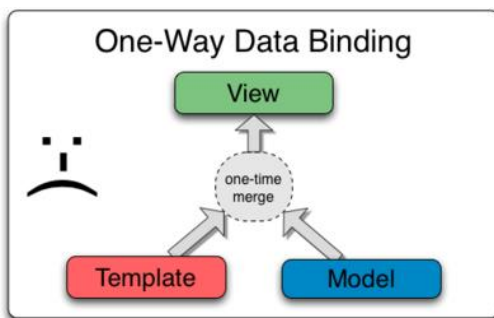 One-Way Data Binding
View
one-time
merge
Template
Model